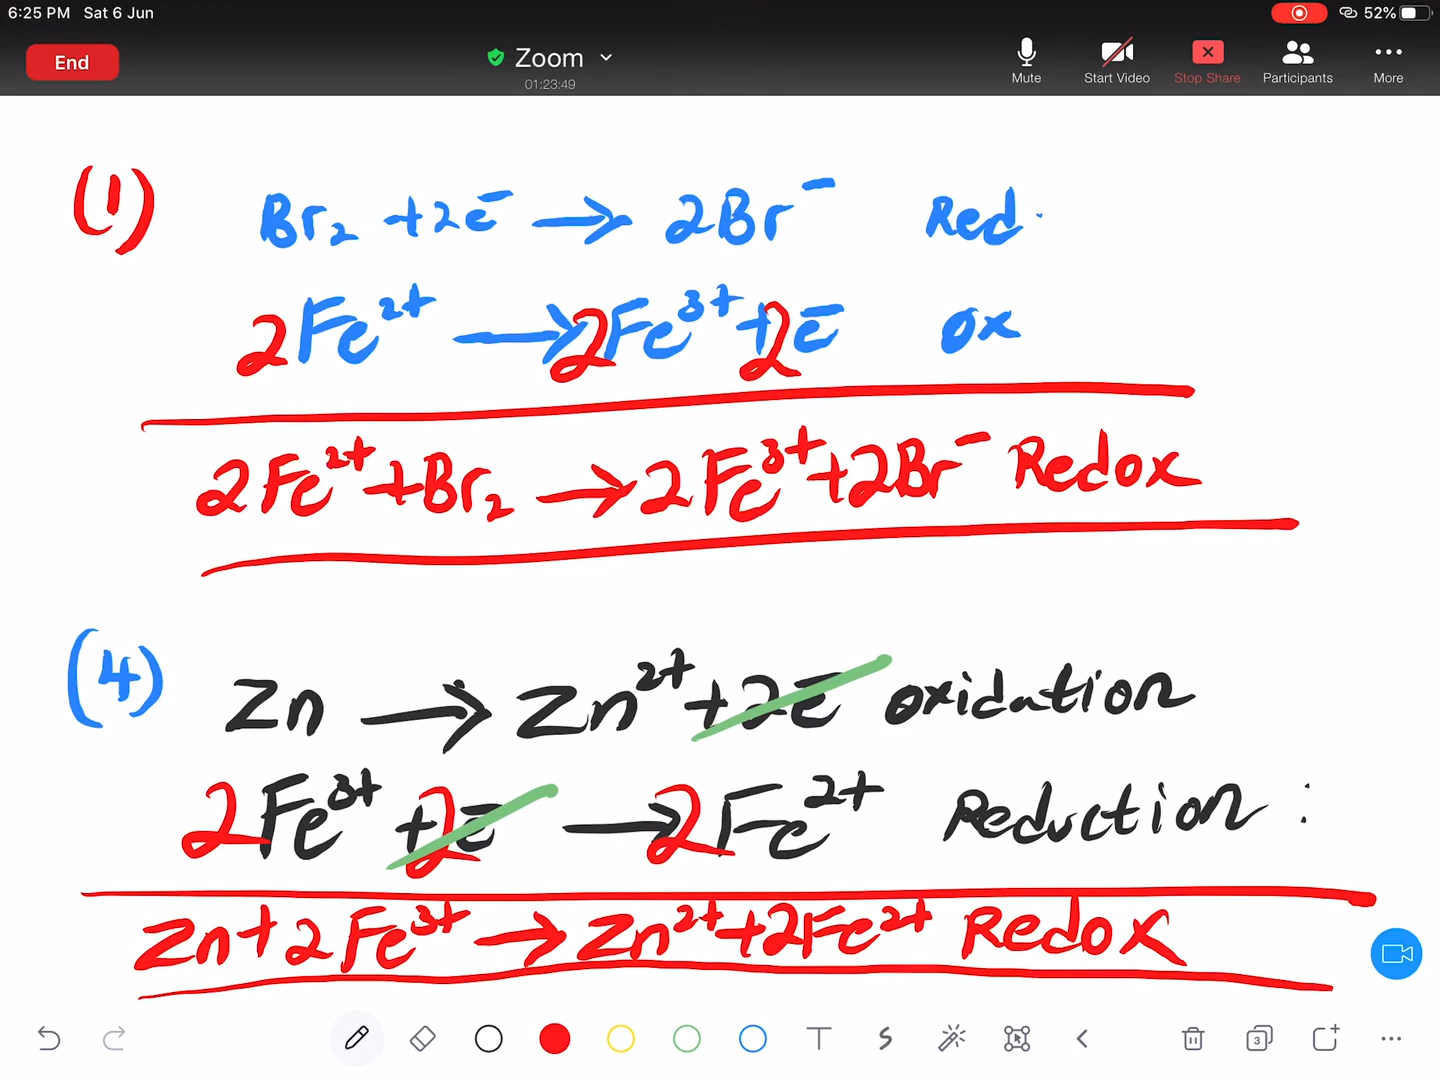 6:25 PM Sat 6 Jun 52%
End
Zoom
01:23:49
Mute Start Video Stop Share Participants More
(1) Br₂ + 2e⁻ → 2Br⁻ Red.
2Fe²⁺ → 2Fe³⁺ + 2e⁻ ox
2Fe²⁺ + Br₂ → 2Fe³⁺ + 2Br⁻ Redox
(4) Zn → Zn²⁺ + 2e⁻ oxidation
2Fe³⁺ + 2e⁻ → 2Fe²⁺ Reduction :
Zn + 2Fe³⁺ → Zn²⁺ + 2Fe²⁺ Redox
T 3